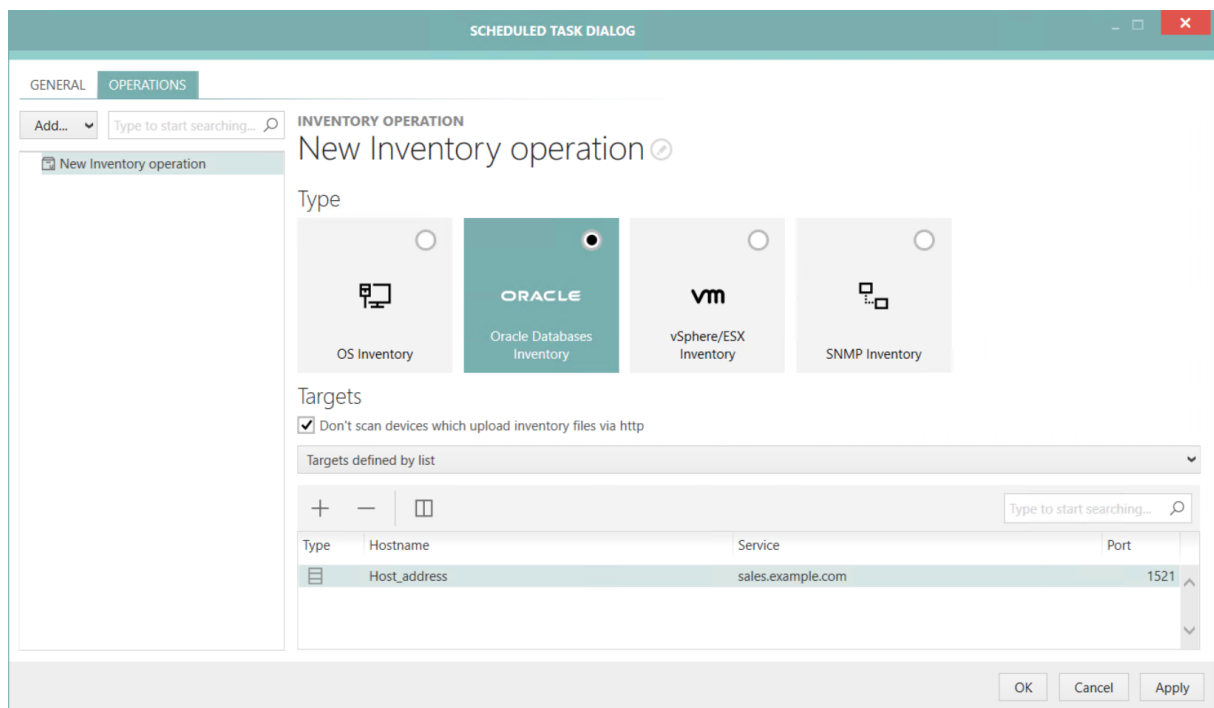 SCHEDULED TASK DIALOG
GENERAL
OPERATIONS
Add...
Type to start searching...
New Inventory operation
INVENTORY OPERATION
New Inventory operation
Type
OS Inventory
ORACLE
Oracle Databases
Inventory
vm
vSphere/ESX
Inventory
SNMP Inventory
Targets
Don't scan devices which upload inventory files via http
Targets defined by list
Type to start searching...
Type Hostname Service Port
Host_address sales.example.com 1521
OK Cancel Apply